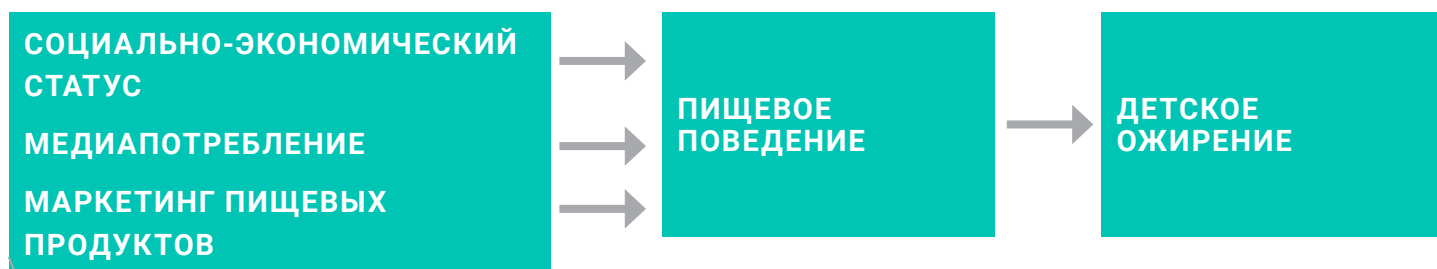 СОЦИАЛЬНО-ЭКОНОМИЧЕСКИЙ
СТАТУС
МЕДИАПОТРЕБЛЕНИЕ
МАРКЕТИНГ ПИЩЕВЫХ
ПРОДУКТОВ
ПИЩЕВОЕ
ПОВЕДЕНИЕ
ДЕТСКОЕ
ОЖИРЕНИЕ